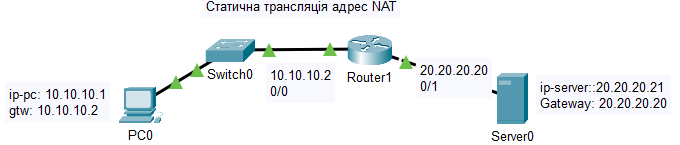 Статична трансляція адрес NAT
Switch0
10.10.10.2
0/0
Router1
20.20.20.20
0/1
ip-pc: 10.10.10.1
gtw: 10.10.10.2
PC0
ip-server::20.20.20.21
Gateway: 20.20.20.20
Server0